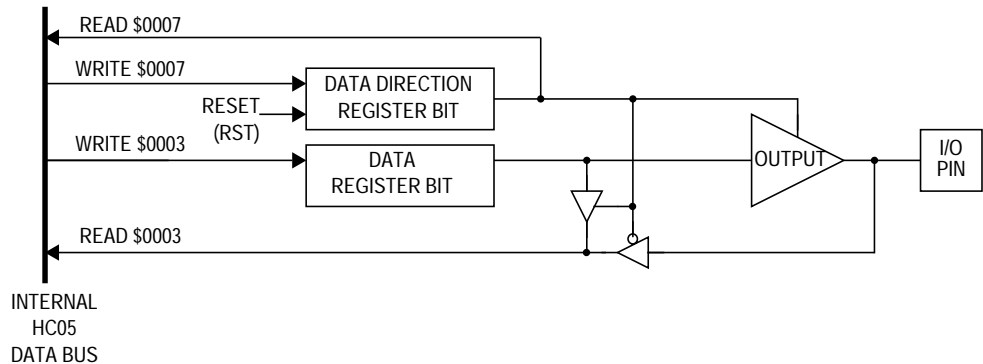 READ $0007
WRITE $0007
DATA DIRECTION
REGISTER BIT
RESET
(RST)
WRITE $0003
DATA
REGISTER BIT
OUTPUT
I/O
PIN
READ $0003
INTERNAL
HC05
DATA BUS